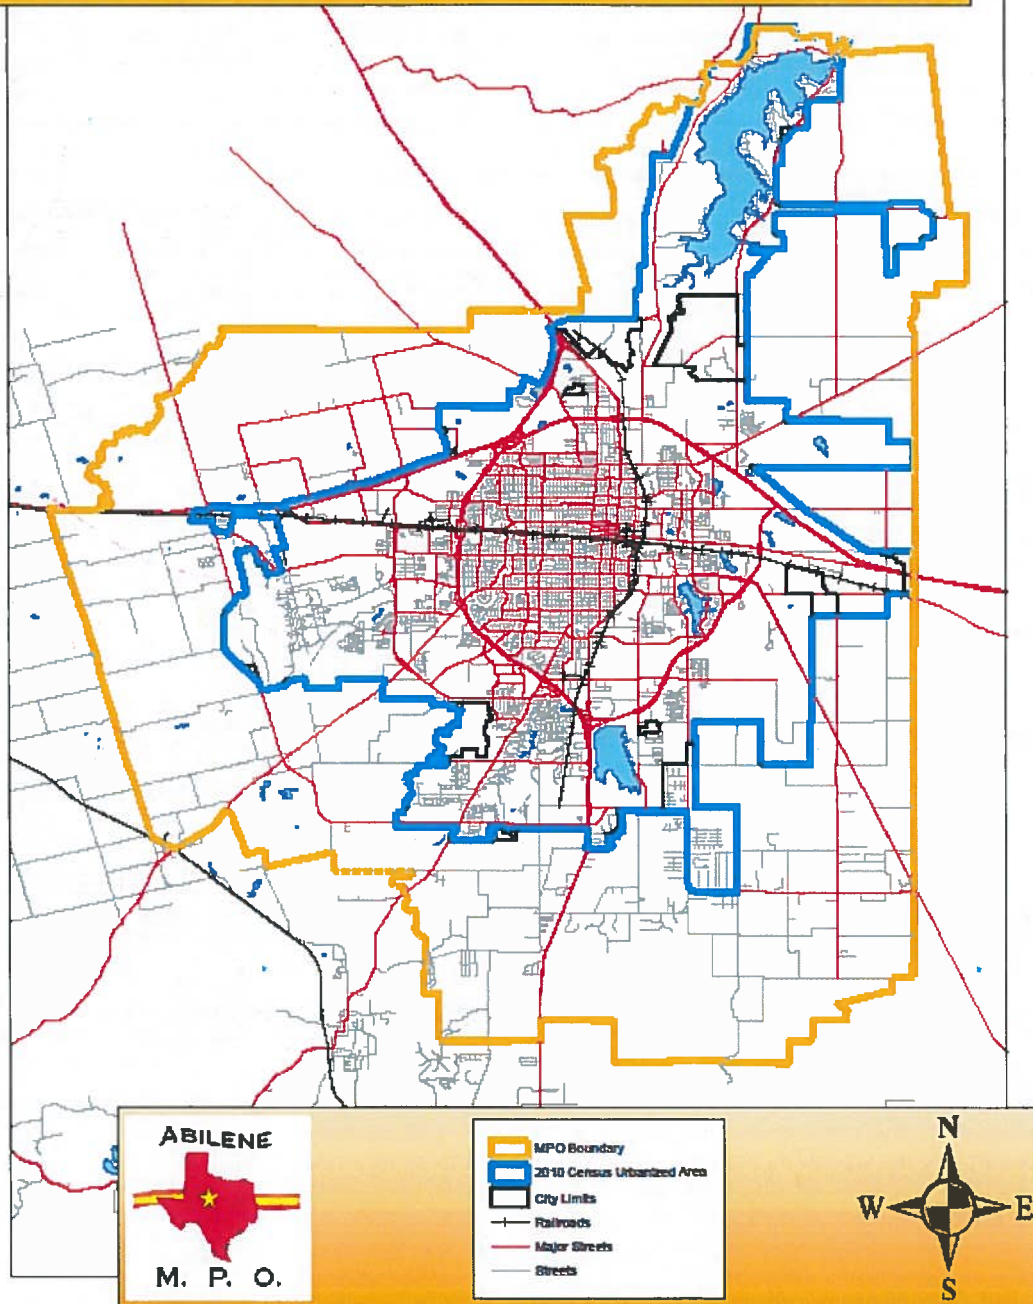 ABILENE
M. P. O.
MPO Boundary
2010 Census Urbanized Area
City Limits
Railroads
Major Streets
Streets
N
W
E
S